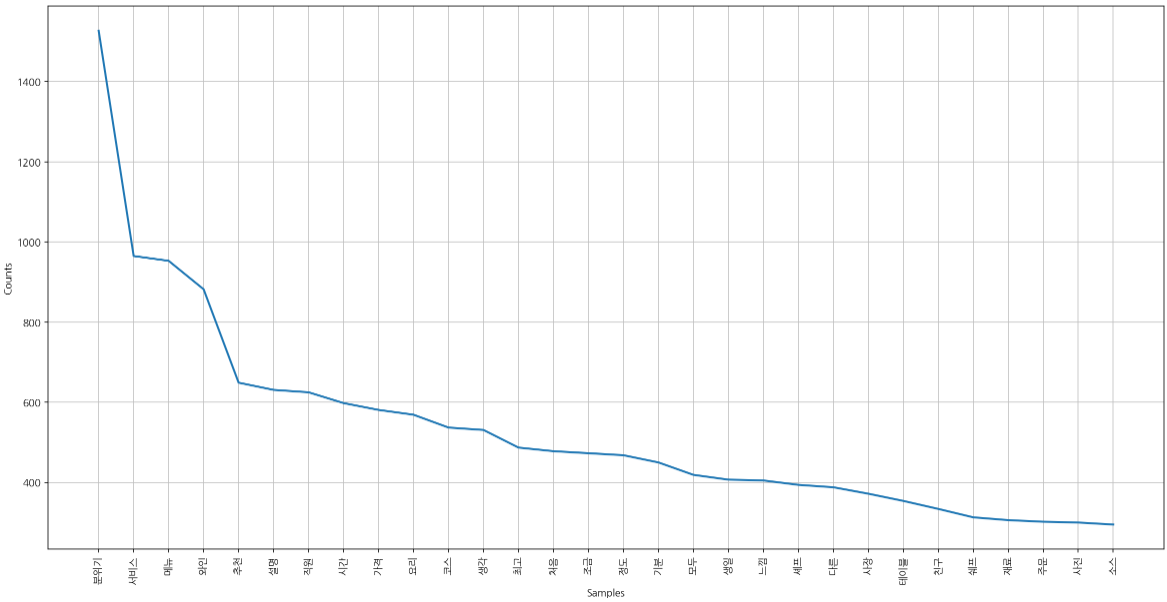 1400
1200
1000
800
600
400
Counts
분위기
서비스
메뉴
와인
추천
설명
직원
시간
가격
요리
코스
생각
최고
처음
조금
정도
기분
모두
생일
느낌
셰프
다른
사장
테이블
친구
쉐프
재료
주문
사진
소스
Samples